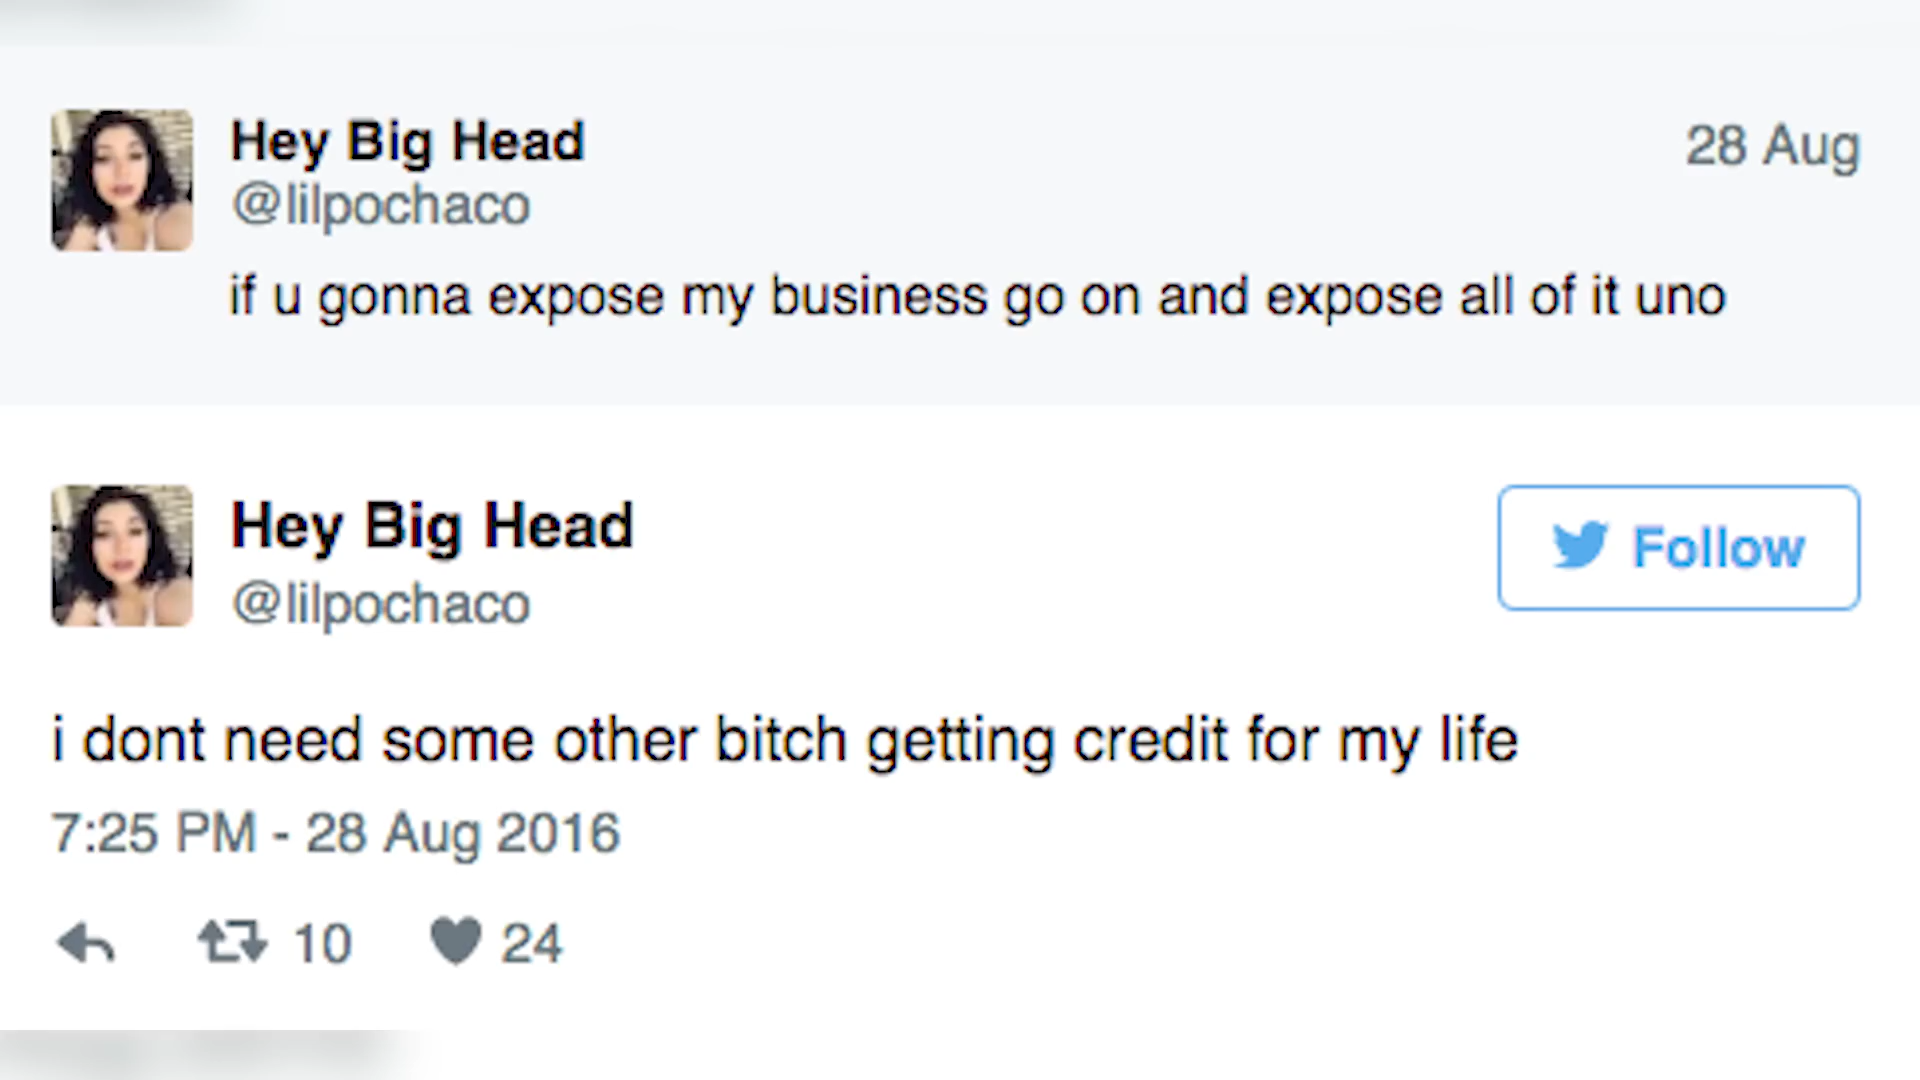 Hey Big Head
28 Aug
@lilpochaco
if u gonna expose my business go on and expose all of it uno
Hey Big Head
Follow
@lilpochaco
i dont need some other bitch getting credit for my life
7:25 PM - 28 Aug 2016
10 24